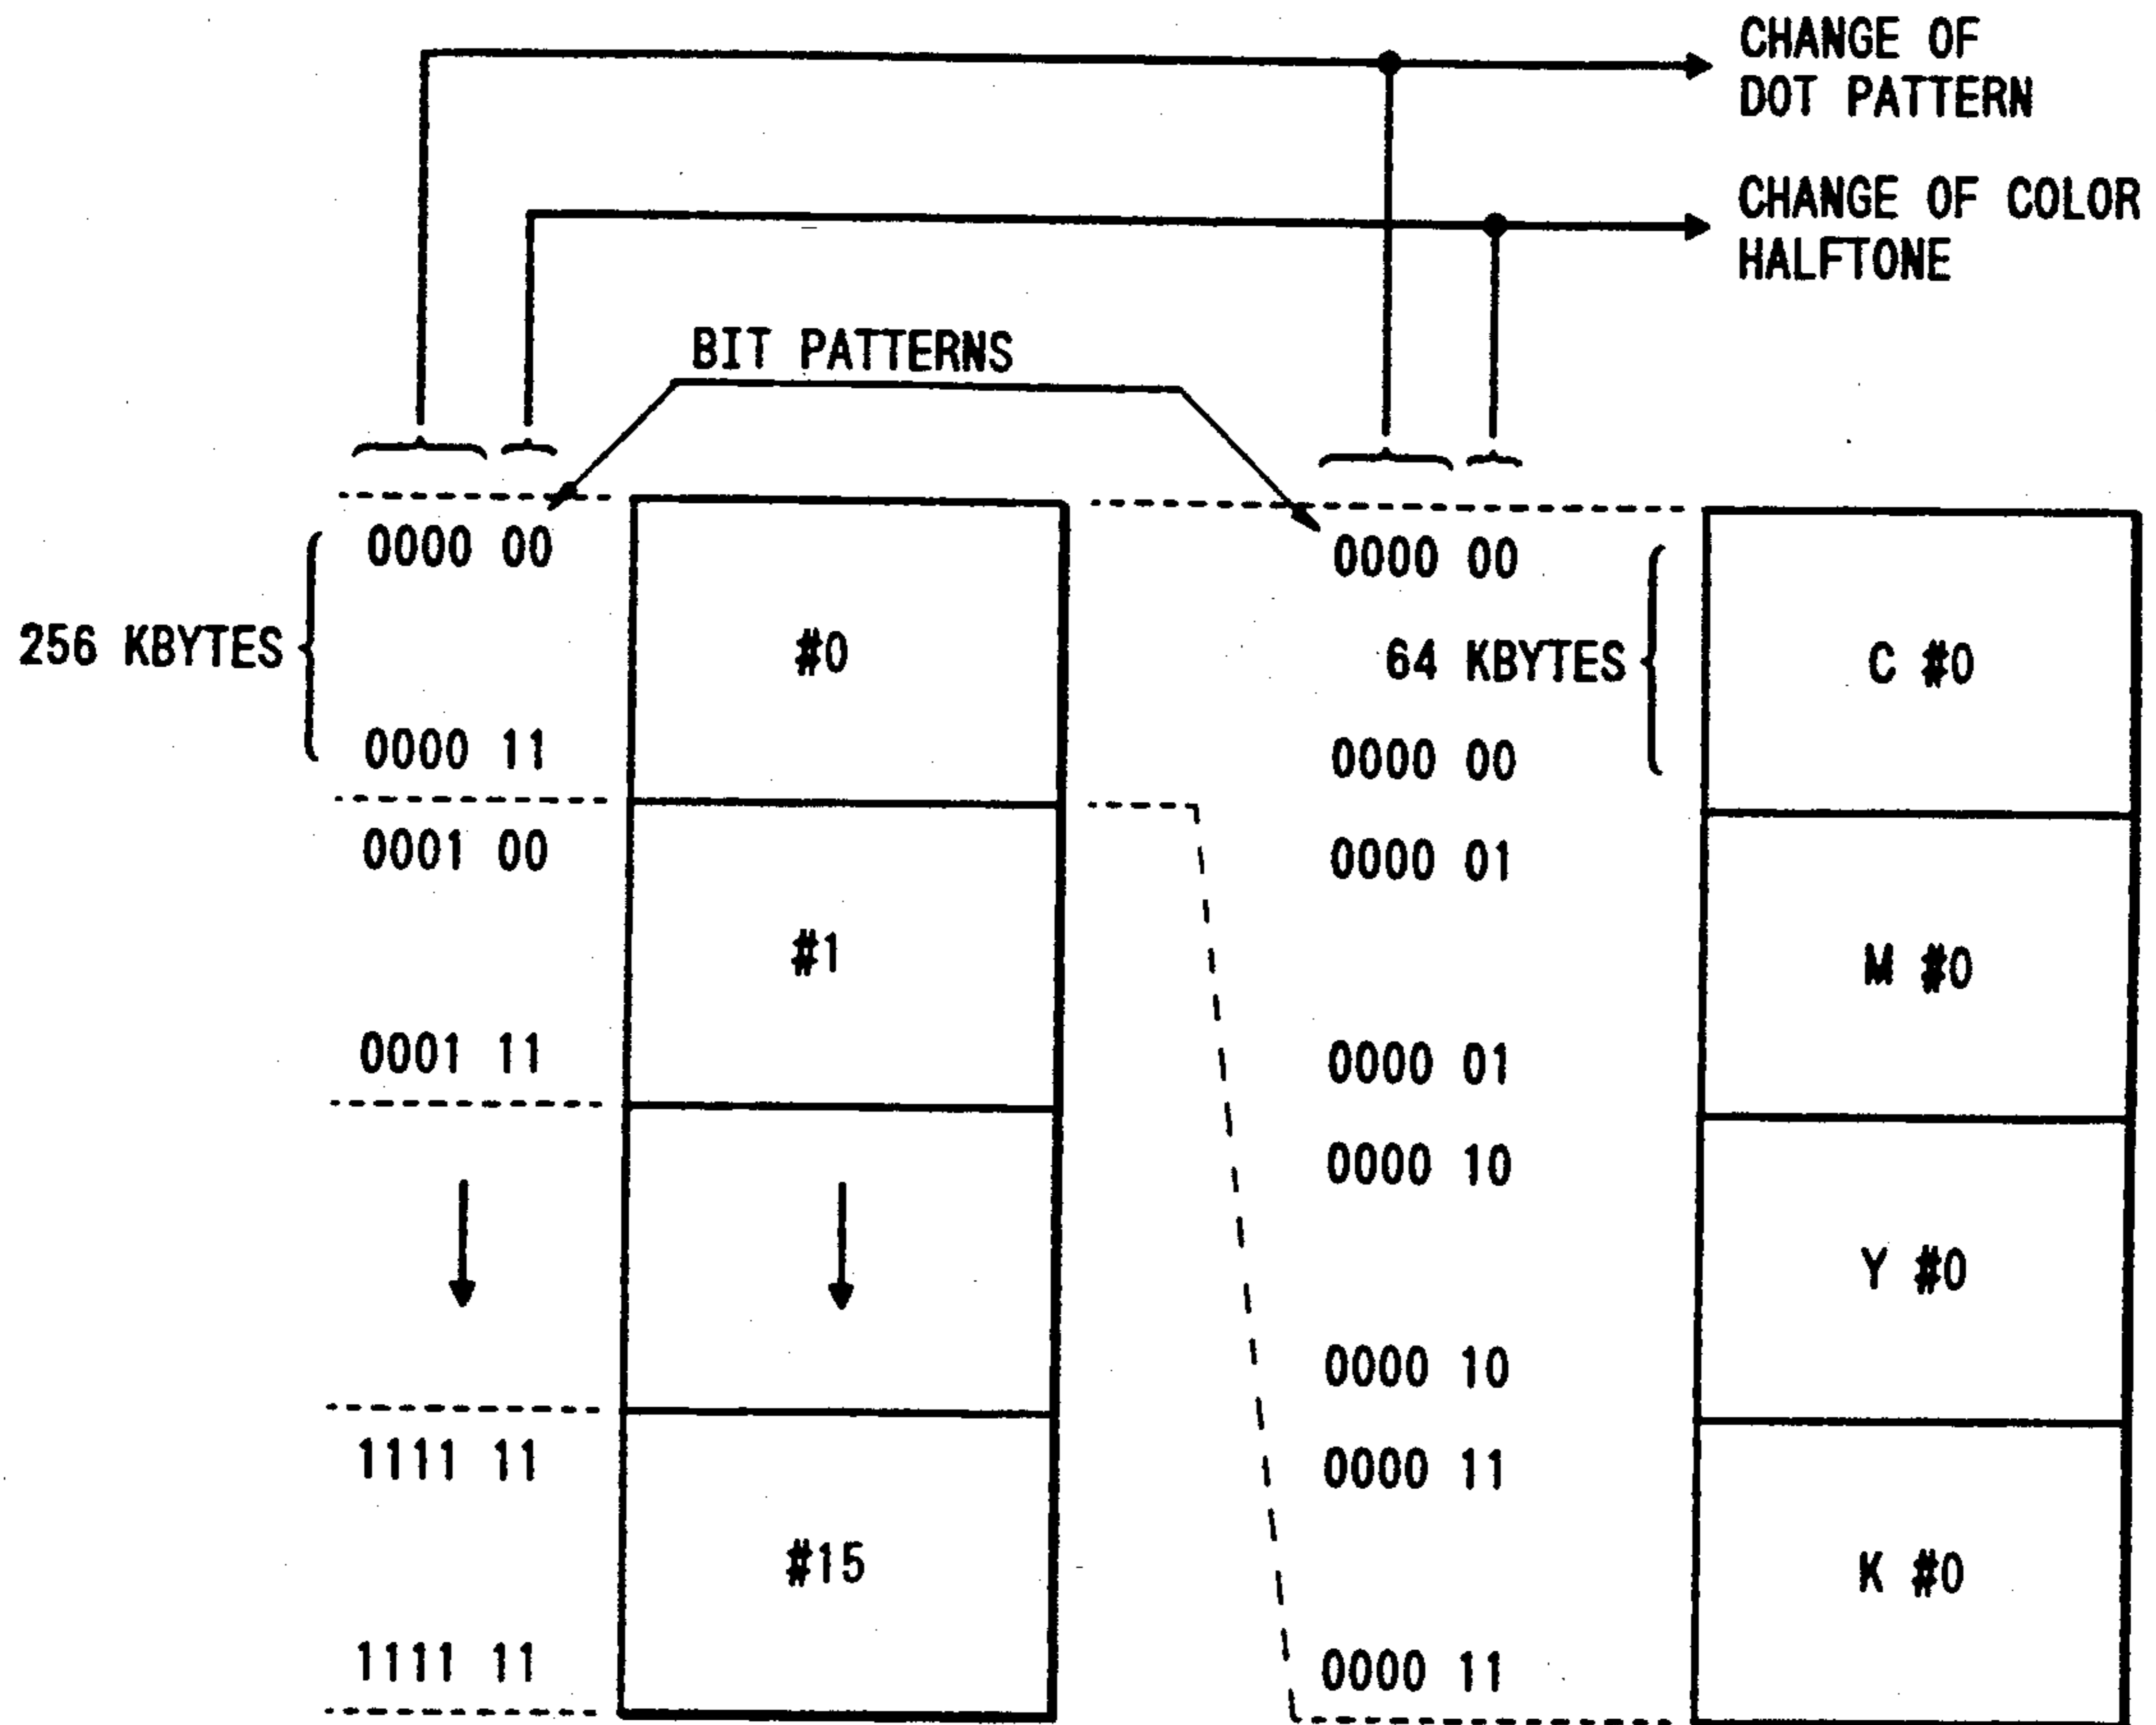 CHANGE OF
DOT PATTERN
CHANGE OF COLOR
HALFTONE
BIT PATTERNS
0000 00
256 KBYTES
0000 11
#0
0001 00
#1
0001 11
1111 11
#15
1111 11
0000 00
64 KBYTES
0000 00
C #0
0000 01
M #0
0000 01
0000 10
Y #0
0000 10
0000 11
K #0
0000 11